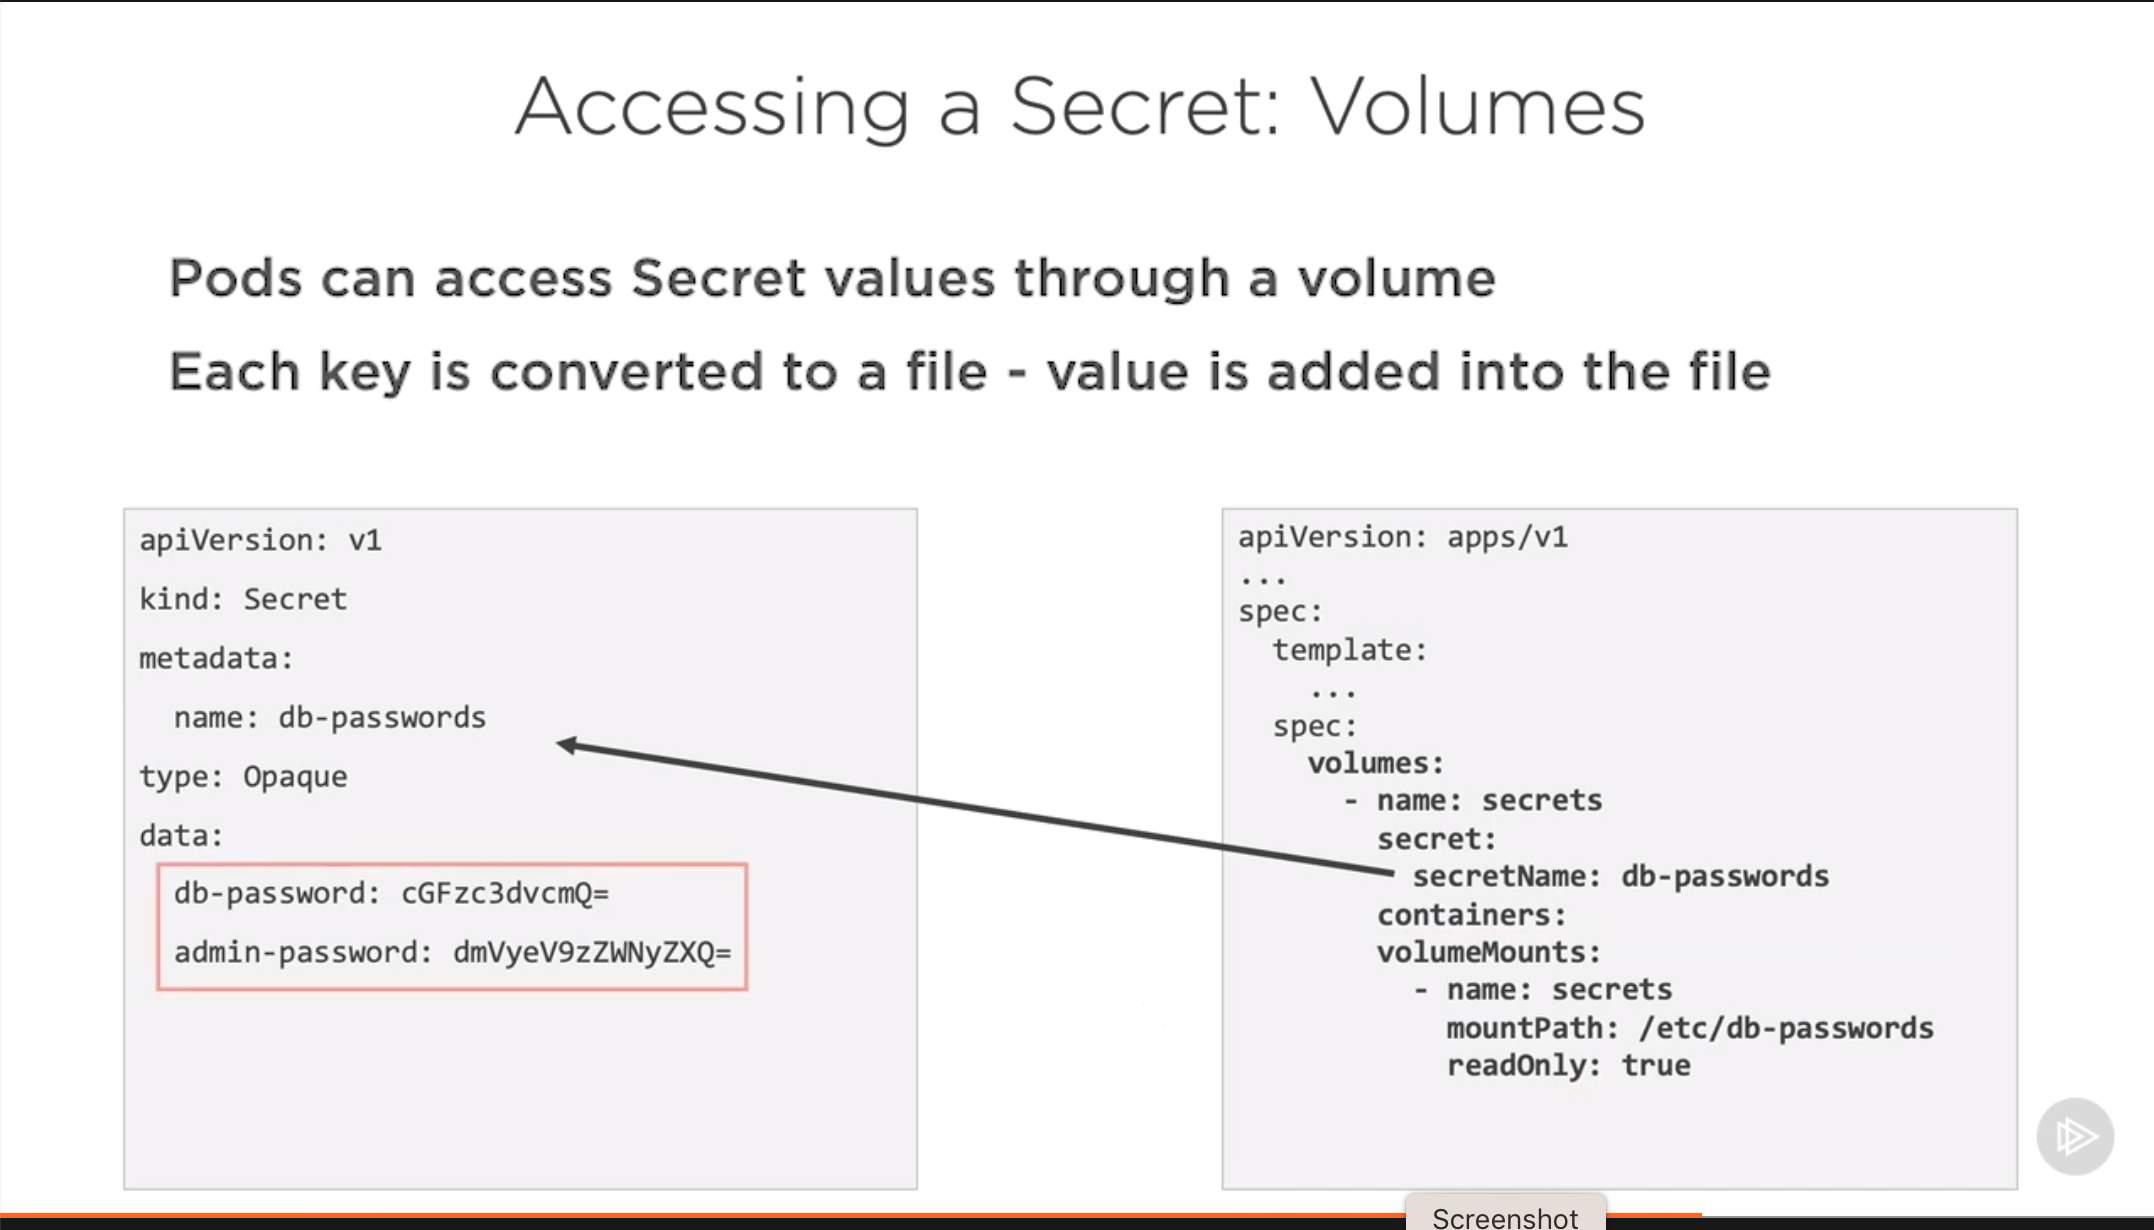 Accessing a Secret: Volumes
Pods can access Secret values through a volume
Each key is converted to a file - value is added into the file
apiVersion: v1
kind: Secret
metadata:
  name: db-passwords
type: Opaque
data:
  db-password: cGFzc3dvcmQ=
  admin-password: dmVyeV9zZWNyZXQ=
apiVersion: apps/v1
...
spec:
  template:
    ...
  spec:
    volumes:
      - name: secrets
        secret:
          secretName: db-passwords
        containers:
        volumeMounts:
          - name: secrets
            mountPath: /etc/db-passwords
            readOnly: true
Screenshot